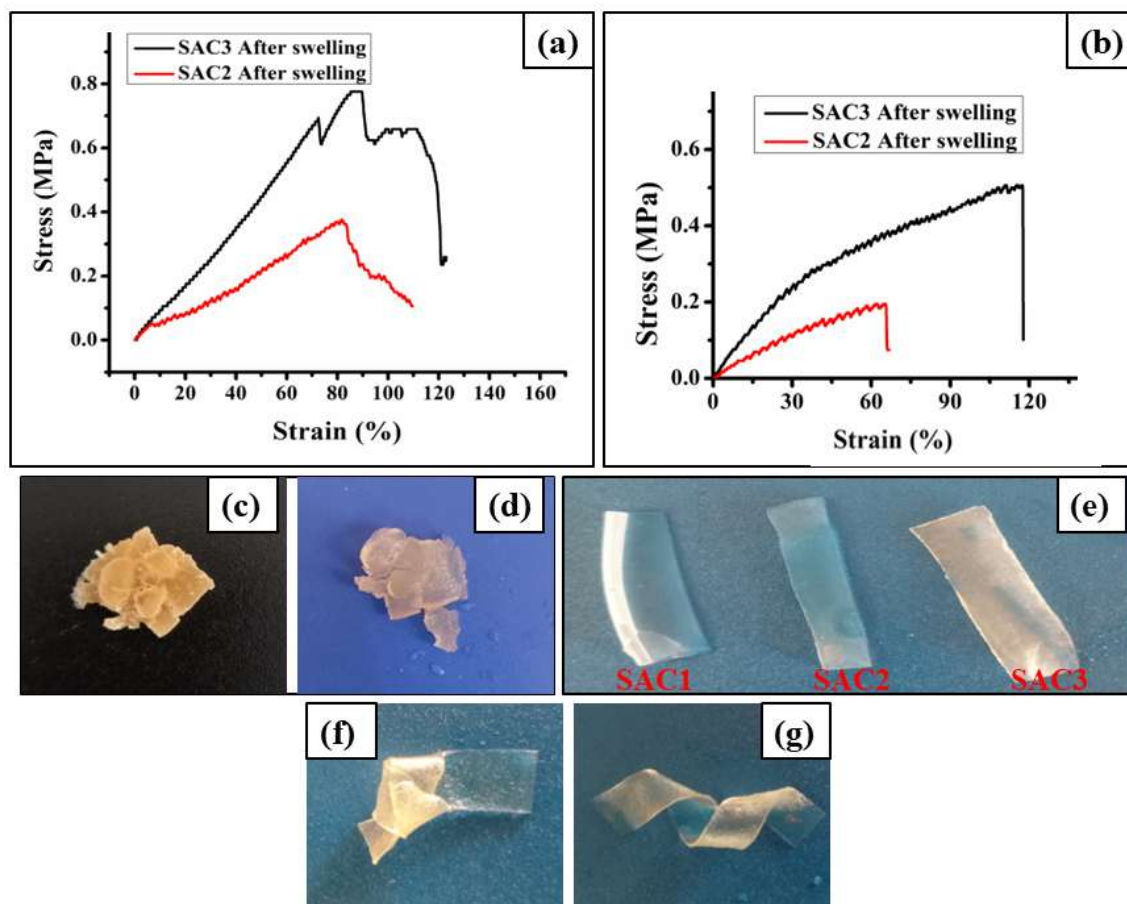 (a)
SAC3 After swelling
SAC2 After swelling
0.8
0.6
0.4
0.2
0.0
Stress (MPa)
0 20 40 60 80 100 120 140 160
Strain (%)
(b)
SAC3 After swelling
SAC2 After swelling
0.6
0.4
0.2
0.0
Stress (MPa)
0 30 60 90 120
Strain (%)
(c)
(d)
(e)
SAC1 SAC2 SAC3
(f)
(g)